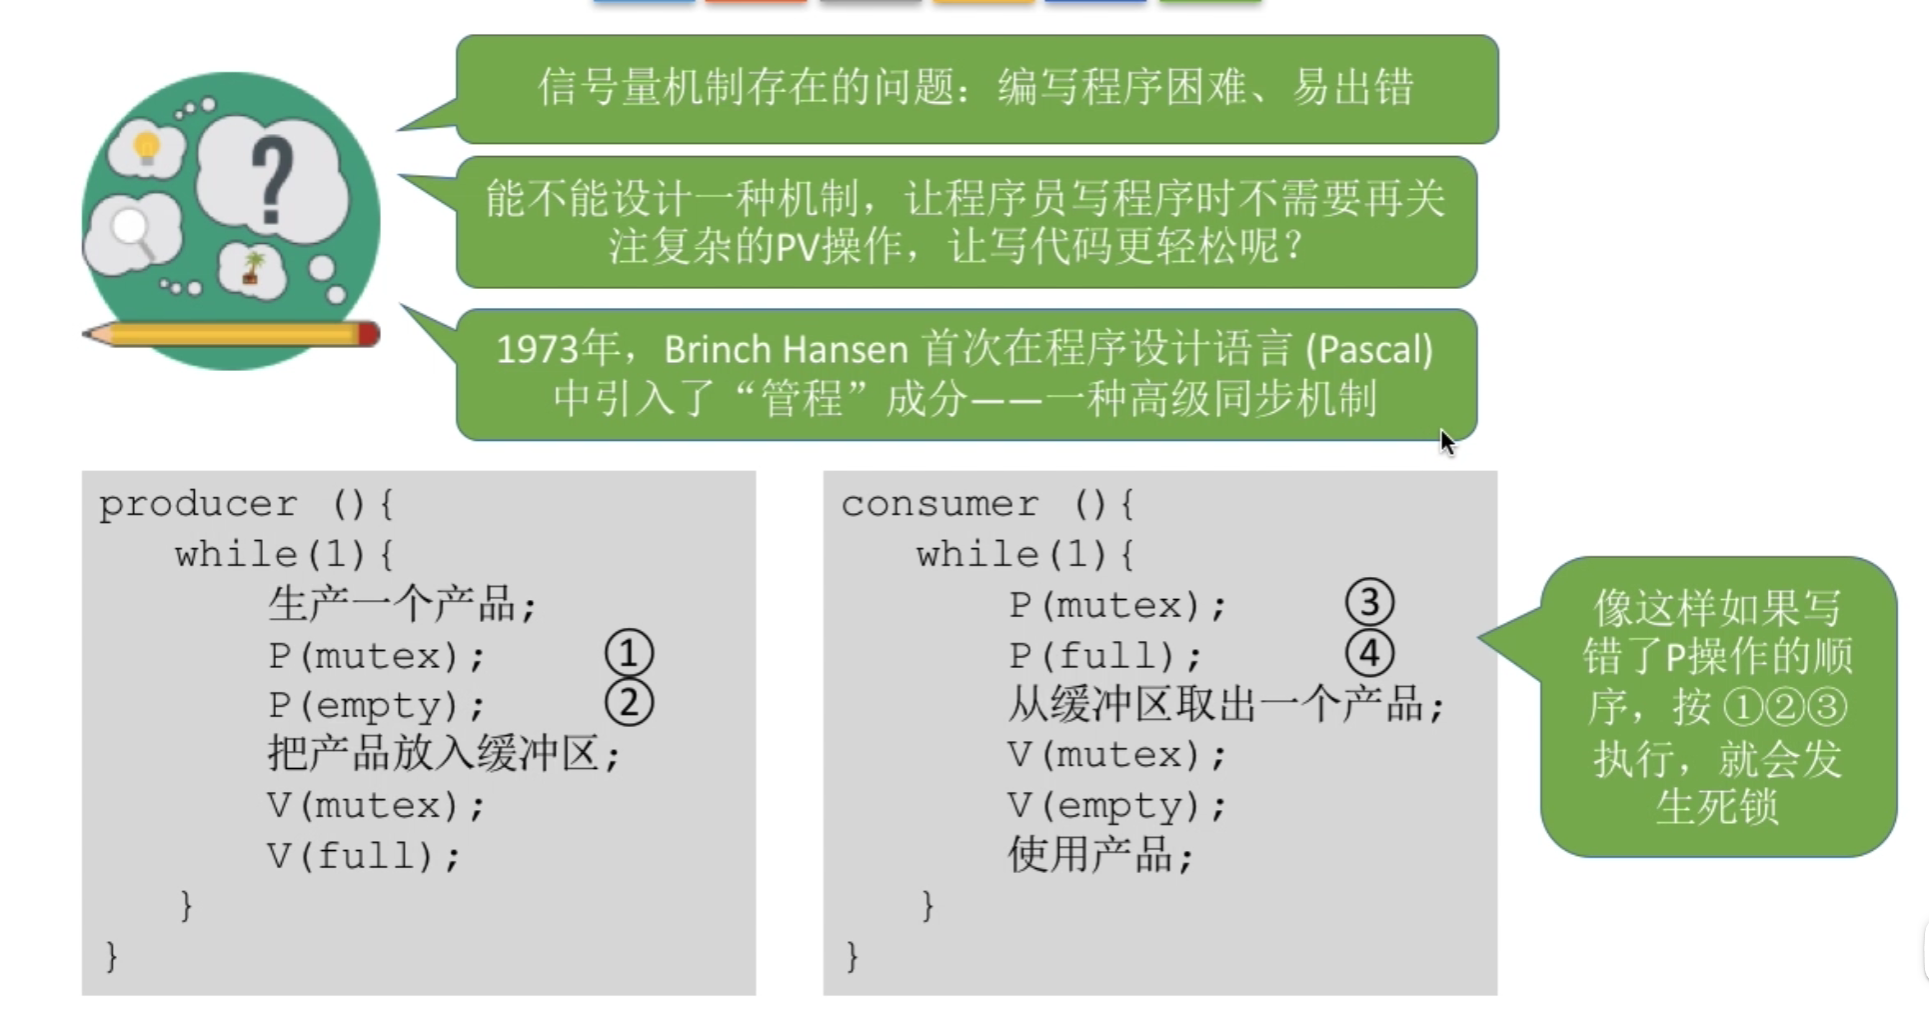 信号量机制存在的问题：编写程序困难、易出错
能不能设计一种机制，让程序员写程序时不需要再关
注复杂的PV操作，让写代码更轻松呢？
1973年，Brinch Hansen 首次在程序设计语言 (Pascal)
中引入了“管程”成分——一种高级同步机制
producer (){
while(1){
生产一个产品;
P(mutex); ①
P(empty); ②
把产品放入缓冲区;
V(mutex);
V(full);
}
}
consumer (){
while(1){
P(mutex); ③
P(full); ④
从缓冲区取出一个产品;
V(mutex);
V(empty);
使用产品;
}
}
像这样如果写
错了P操作的顺
序，按 ①②③
执行，就会发
生死锁